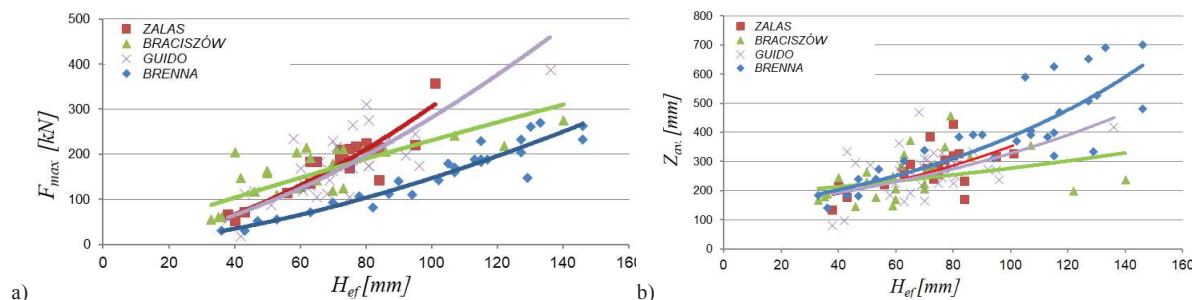 500
400
300
200
100
0
F_max [kN]
ZALAS
BRACISZÓW
GUIDO
BRENNA
20 40 60 80 100 120 140 160
H_ef [mm]
a)
800
700
600
500
400
300
200
100
0
Z_av. [mm]
ZALAS
BRACISZÓW
GUIDO
BRENNA
0 20 40 60 80 100 120 140 16
H_ef [mm]
b)